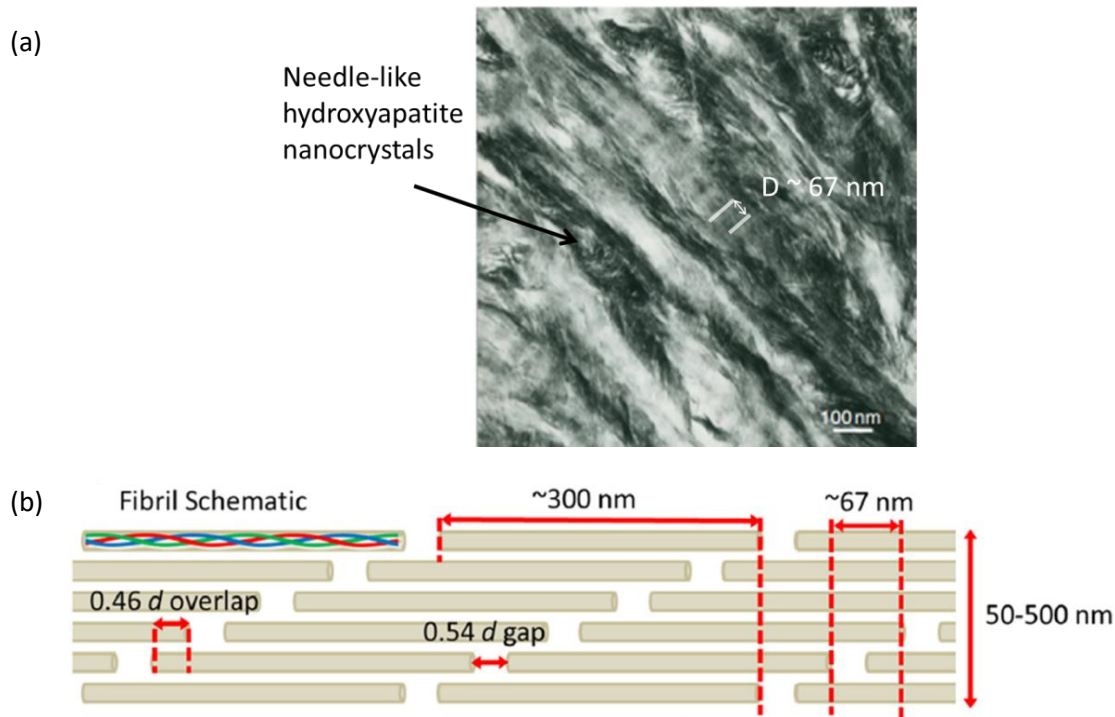 (a)
Needle-like
hydroxyapatite
nanocrystals
D ~ 67 nm
100 nm
(b)
Fibril Schematic
~300 nm
~67 nm
0.46 d overlap
0.54 d gap
50-500 nm